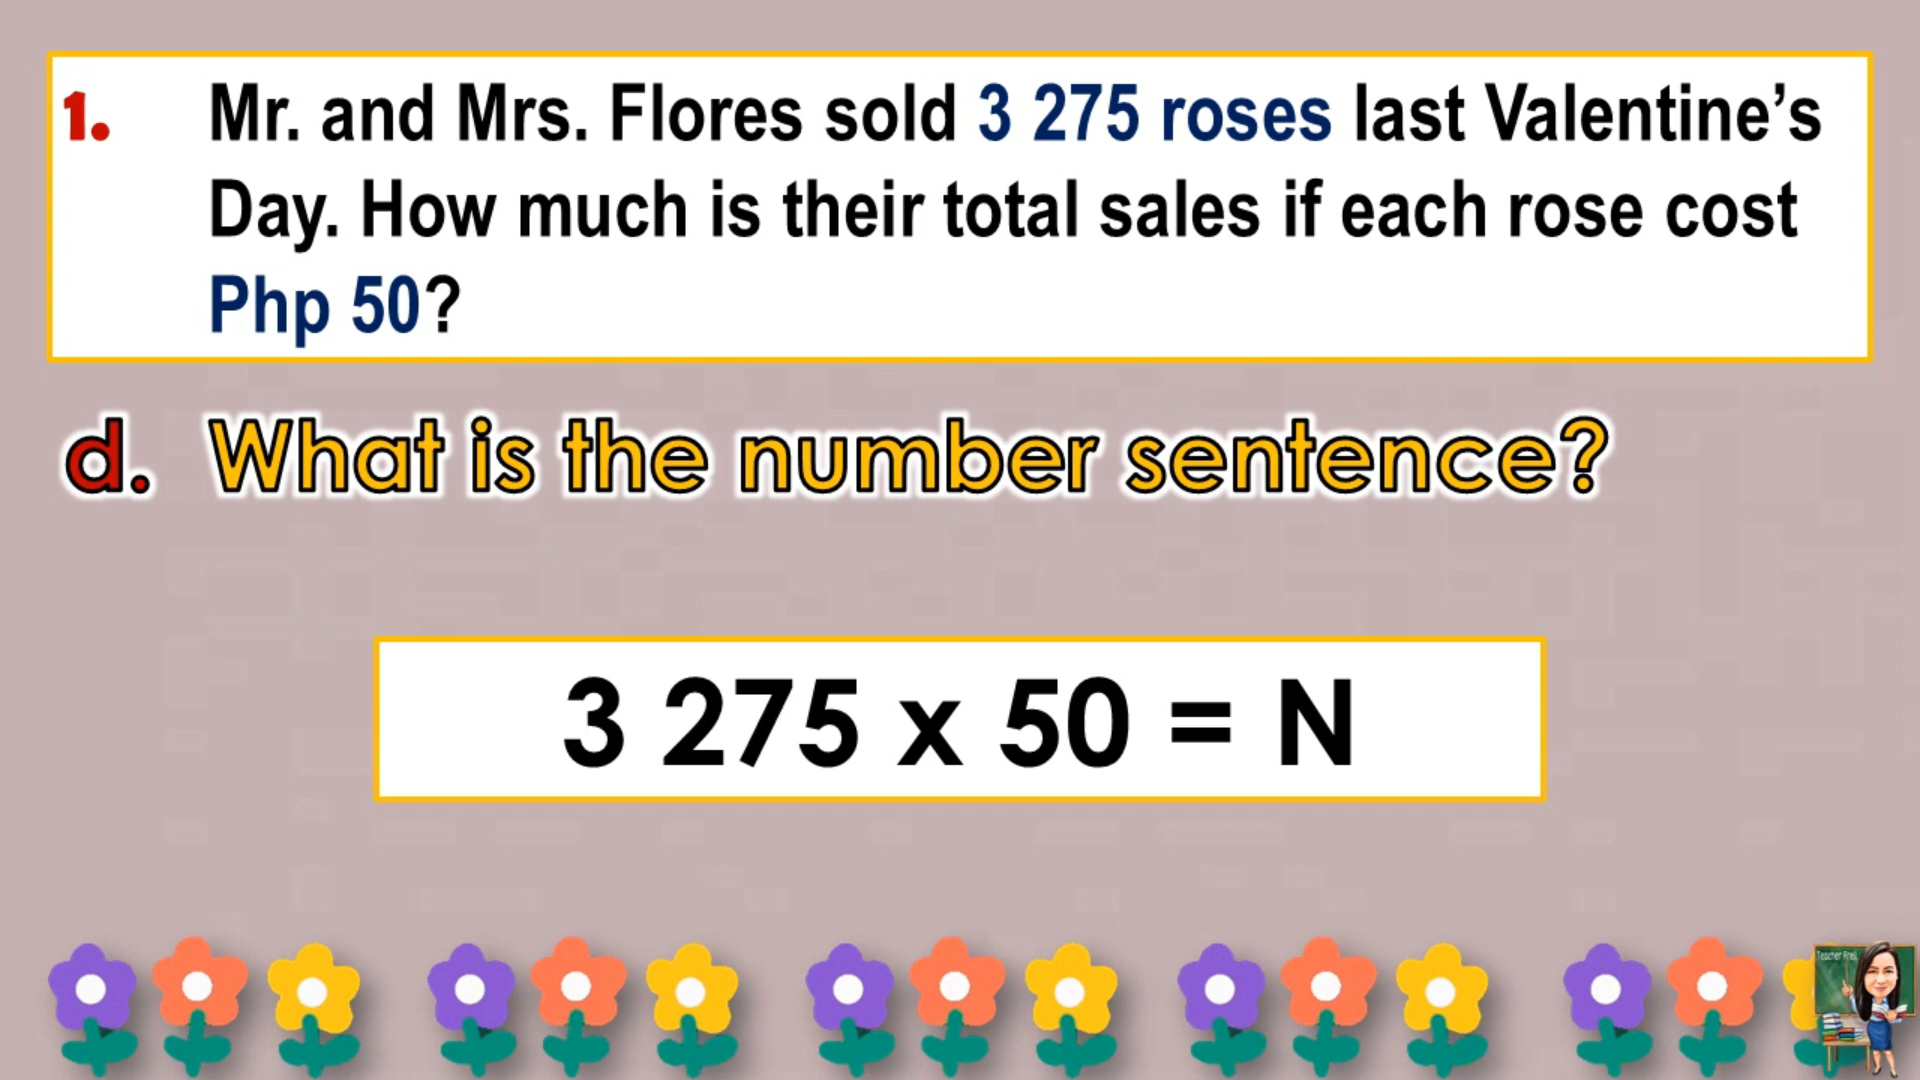 1. Mr. and Mrs. Flores sold 3 275 roses last Valentine’s
Day. How much is their total sales if each rose cost
Php 50?
d. What is the number sentence?
3 275 x 50 = N
Teacher